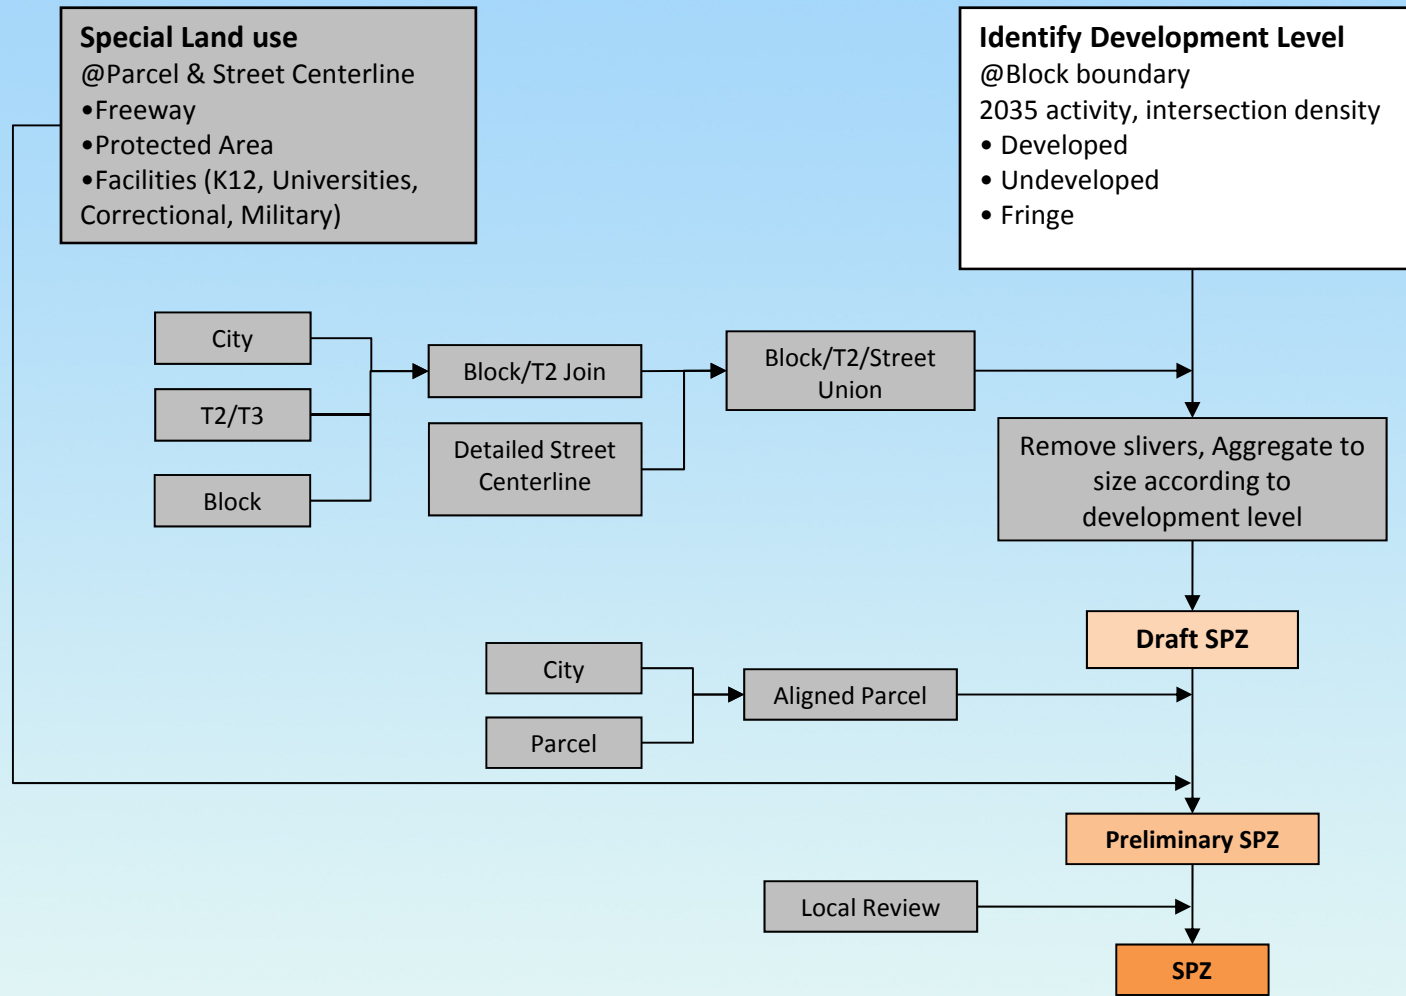 Special Land use
@Parcel & Street Centerline
•Freeway
•Protected Area
•Facilities (K12, Universities,
Correctional, Military)
Identify Development Level
@Block boundary
2035 activity, intersection density
• Developed
• Undeveloped
• Fringe
City
T2/T3
Block
Block/T2 Join
Detailed Street
Centerline
Block/T2/Street
Union
Remove slivers, Aggregate to
size according to
development level
Draft SPZ
City
Parcel
Aligned Parcel
Preliminary SPZ
Local Review
SPZ